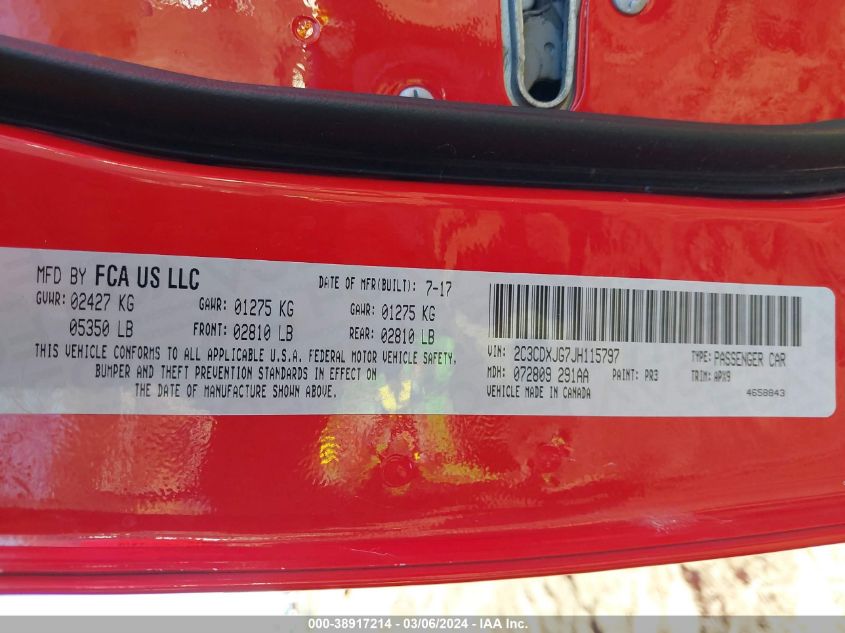 MFD BY FCA US LLC
DATE OF MFR(BUILT): 7-17
GVWR: 02427 KG
GAWR: 01275 KG
GAWR: 01275 KG
05350 LB
FRONT: 02810 LB
REAR: 02810 LB
THIS VEHICLE CONFORMS TO ALL APPLICABLE U.S.A. FEDERAL MOTOR VEHICLE SAFETY,
BUMPER AND THEFT PREVENTION STANDARDS IN EFFECT ON
THE DATE OF MANUFACTURE SHOWN ABOVE.
VIN: 2C3CDXJG7JH115797
TYPE: PASSENGER CAR
MDH: 072809 291AA
PAINT: PR3
TRIM: APX9
VEHICLE MADE IN CANADA
4658843
000-38917214 - 03/06/2024 - IAA Inc.